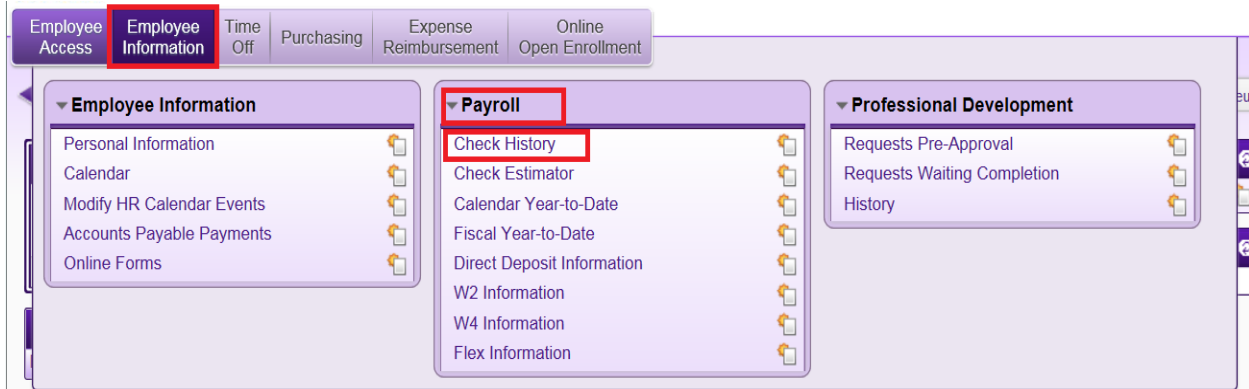 Employee Access
Employee Information
Time Off
Purchasing
Expense Reimbursement
Online Open Enrollment
Employee Information
Personal Information
Calendar
Modify HR Calendar Events
Accounts Payable Payments
Online Forms
Payroll
Check History
Check Estimator
Calendar Year-to-Date
Fiscal Year-to-Date
Direct Deposit Information
W2 Information
W4 Information
Flex Information
Professional Development
Requests Pre-Approval
Requests Waiting Completion
History